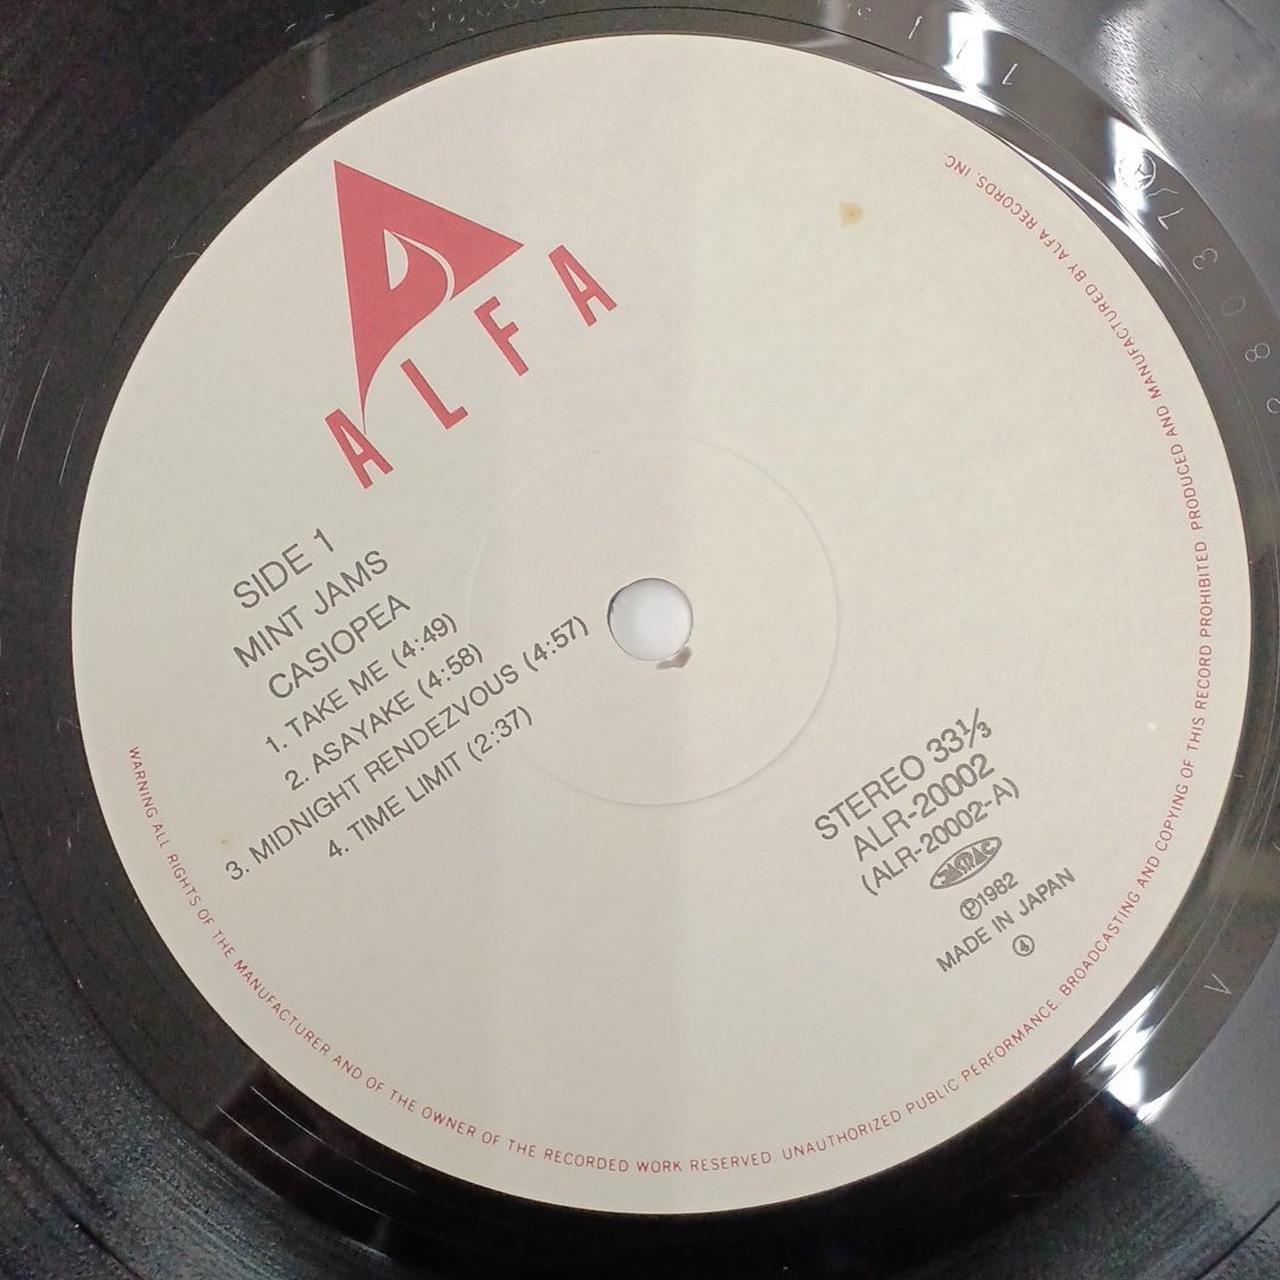 ALFA
SIDE 1
MINT JAMS
CASIOPEA
1. TAKE ME (4:49)
2. ASAYAKE (4:58)
3. MIDNIGHT RENDEZVOUS (4:57)
4. TIME LIMIT (2:37)
STEREO 33⅓
ALR-20002
(ALR-20002-A)
JASRAC
Ⓟ1982
MADE IN JAPAN
④
WARNING ALL RIGHTS OF THE MANUFACTURER AND OF THE OWNER OF THE RECORDED WORK RESERVED UNAUTHORIZED PUBLIC PERFORMANCE. BROADCASTING AND COPYING OF THIS RECORD PROHIBITED PRODUCED AND MANUFACTURED BY ALFA RECORDS, INC.